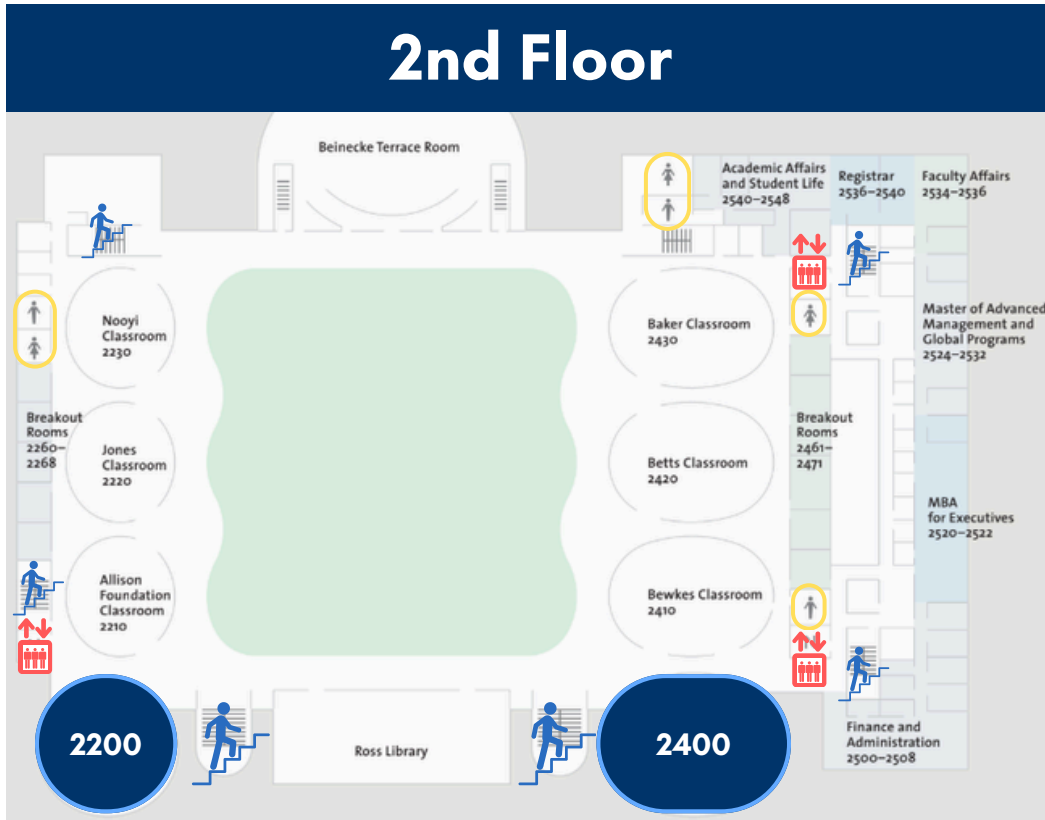 2nd Floor
Beinecke Terrace Room
Academic Affairs
and Student Life
2540–2548
Registrar
2536–2540
Faculty Affairs
2534–2536
Nooyi
Classroom
2230
Baker Classroom
2430
Master of Advanced
Management and
Global Programs
2524–2532
Breakout
Rooms
2260–
2268
Jones
Classroom
2220
Betts Classroom
2420
Breakout
Rooms
2461–
2471
MBA
for Executives
2520–2522
Allison
Foundation
Classroom
2210
Bewkes Classroom
2410
2200
Ross Library
2400
Finance and
Administration
2500–2508